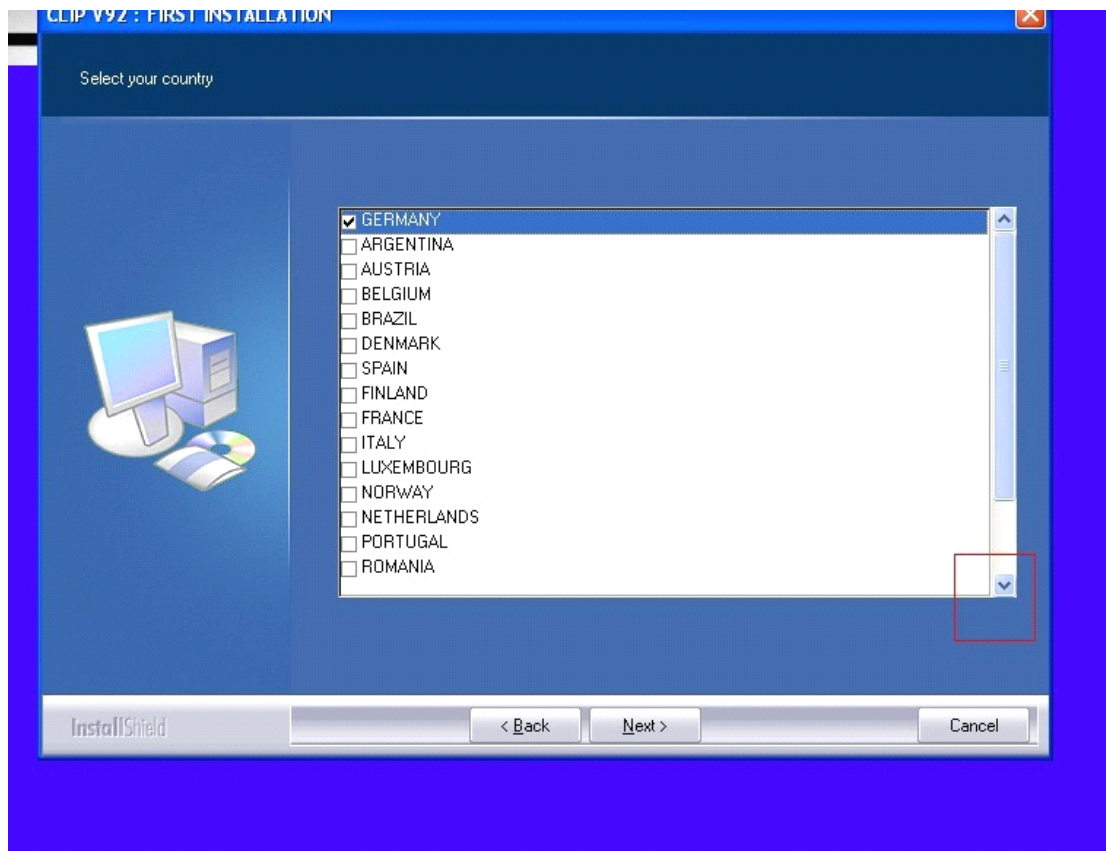 CLIP V92 : FIRST INSTALLATION
Select your country
GERMANY
ARGENTINA
AUSTRIA
BELGIUM
BRAZIL
DENMARK
SPAIN
FINLAND
FRANCE
ITALY
LUXEMBOURG
NORWAY
NETHERLANDS
PORTUGAL
ROMANIA
InstallShield
< Back
Next >
Cancel